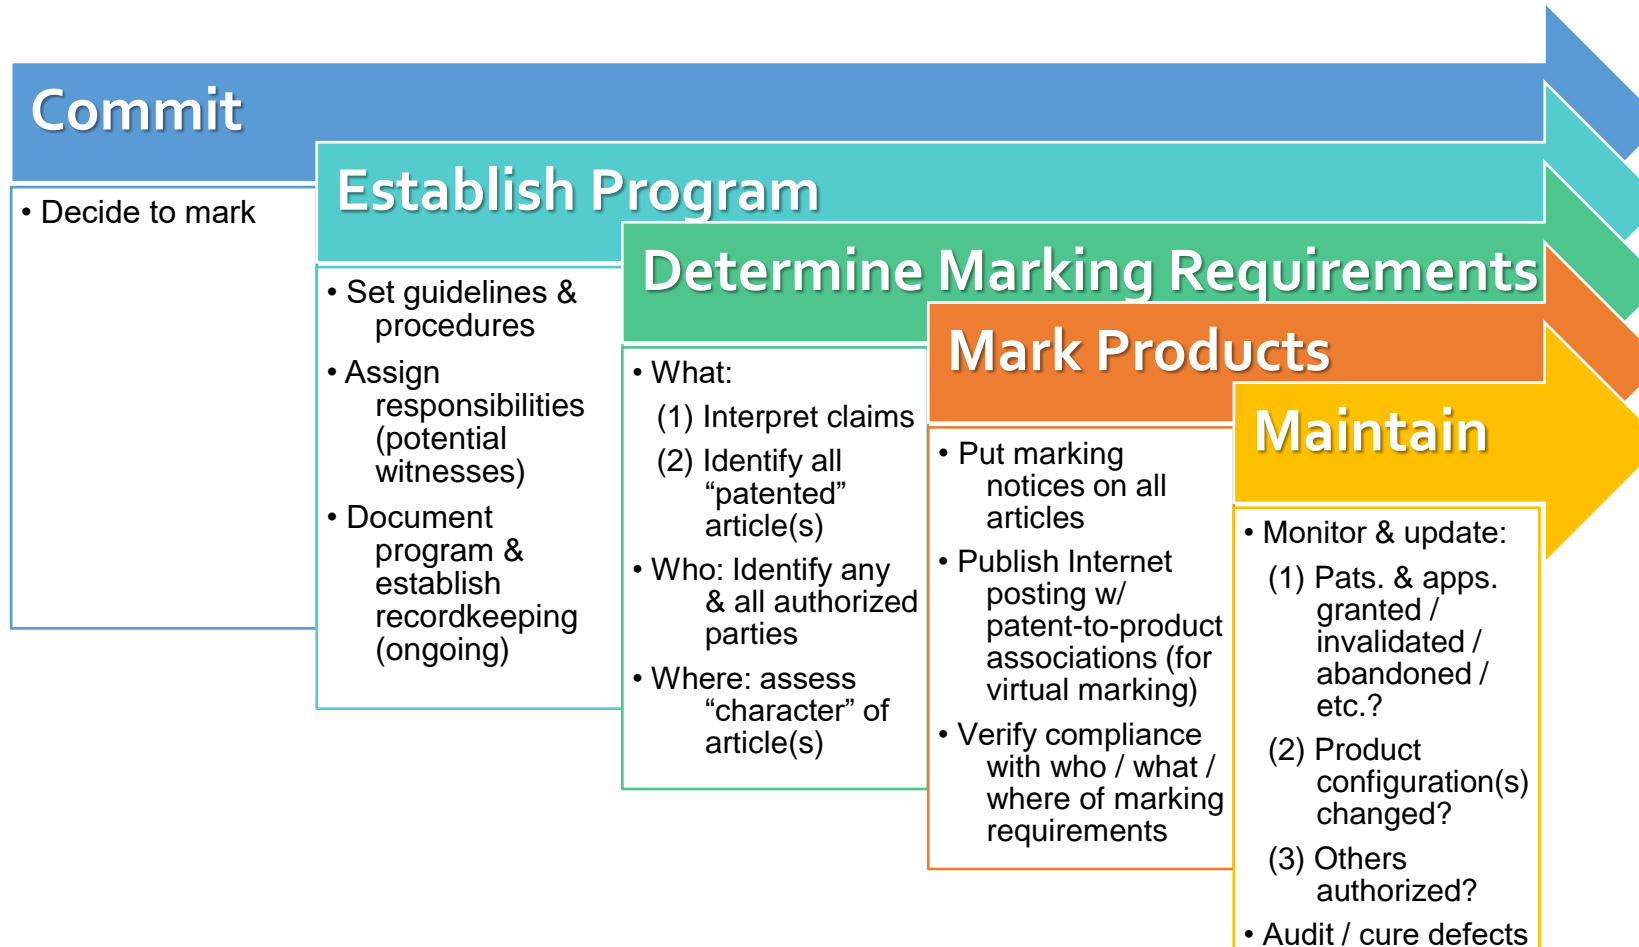 Commit
• Decide to mark
Establish Program
• Set guidelines &
procedures
• Assign
responsibilities
(potential
witnesses)
• Document
program &
establish
recordkeeping
(ongoing)
Determine Marking Requirements
• What:
(1) Interpret claims
(2) Identify all
“patented”
article(s)
• Who: Identify any
& all authorized
parties
• Where: assess
“character” of
article(s)
Mark Products
• Put marking
notices on all
articles
• Publish Internet
posting w/
patent-to-product
associations (for
virtual marking)
• Verify compliance
with who / what /
where of marking
requirements
Maintain
• Monitor & update:
(1) Pats. & apps.
granted /
invalidated /
abandoned /
etc.?
(2) Product
configuration(s)
changed?
(3) Others
authorized?
• Audit / cure defects